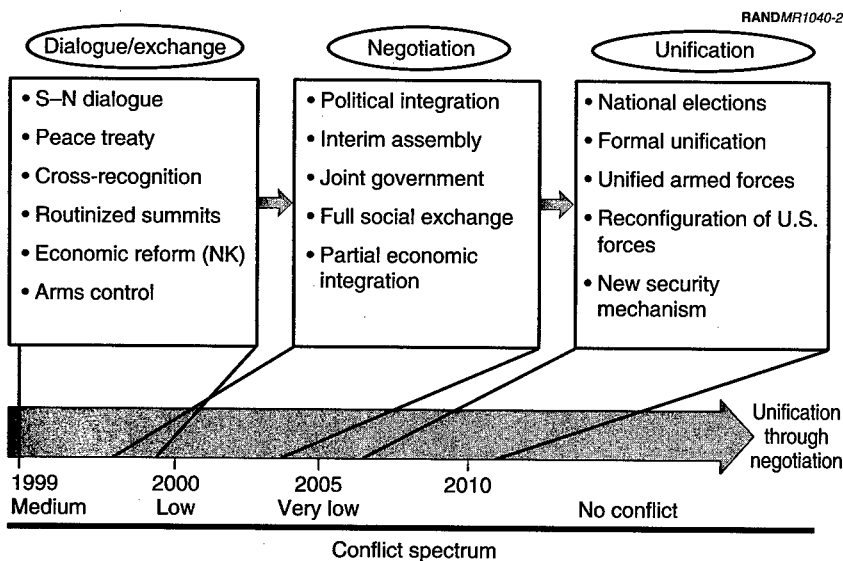 RANDMR1040-2
Dialogue/exchange
• S–N dialogue
• Peace treaty
• Cross-recognition
• Routinized summits
• Economic reform (NK)
• Arms control
Negotiation
• Political integration
• Interim assembly
• Joint government
• Full social exchange
• Partial economic
integration
Unification
• National elections
• Formal unification
• Unified armed forces
• Reconfiguration of U.S.
forces
• New security
mechanism
Unification
through
negotiation
1999
2000
2005
2010
Medium
Low
Very low
No conflict
Conflict spectrum